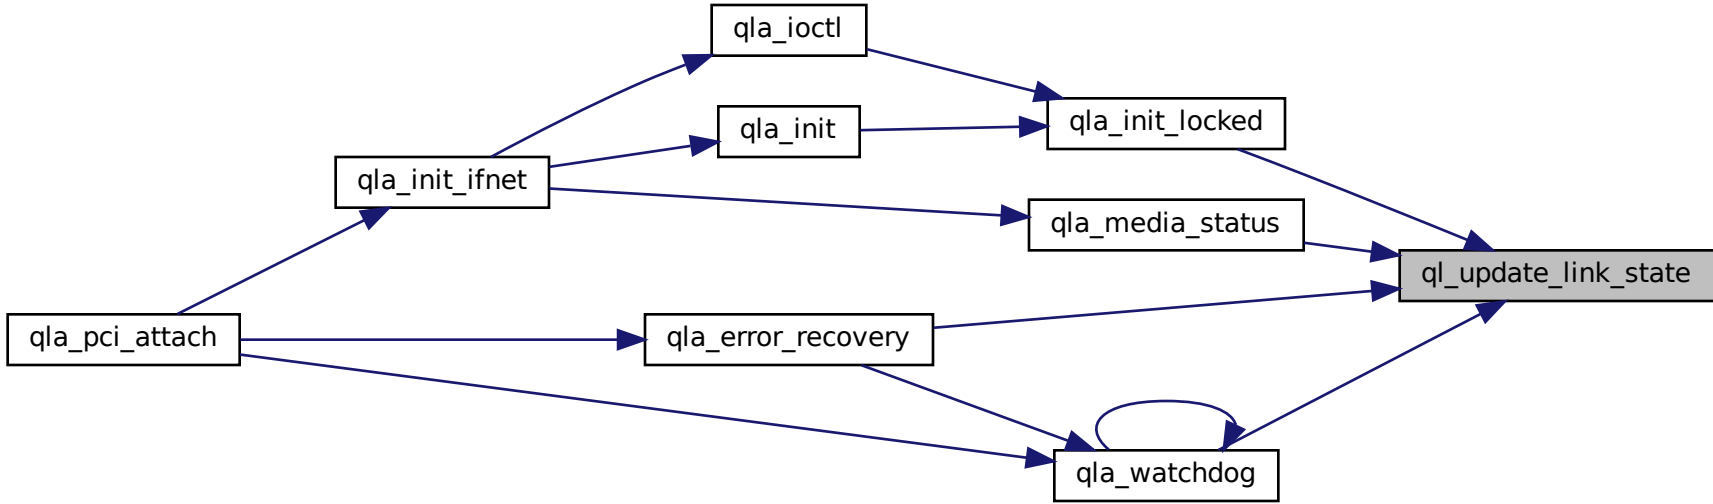 qla_ioctl
qla_init
qla_init_locked
qla_init_ifnet
qla_media_status
ql_update_link_state
qla_pci_attach
qla_error_recovery
qla_watchdog